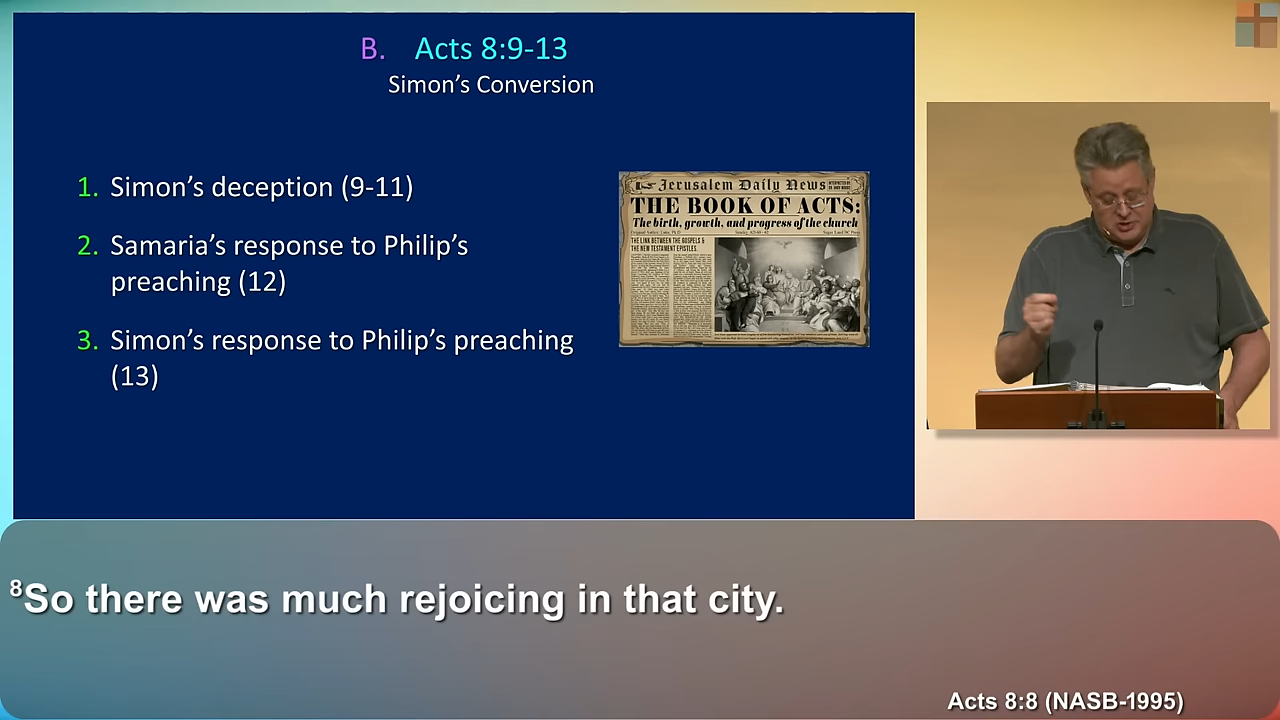 B. Acts 8:9-13
Simon’s Conversion
1. Simon’s deception (9-11)
2. Samaria’s response to Philip’s
preaching (12)
3. Simon’s response to Philip’s preaching
(13)
Jerusalem Daily News
THE BOOK OF ACTS:
The birth, growth, and progress of the church
THE LINK BETWEEN THE GOSPELS &
THE NEW TESTAMENT EPISTLES.
8So there was much rejoicing in that city.
Acts 8:8 (NASB-1995)